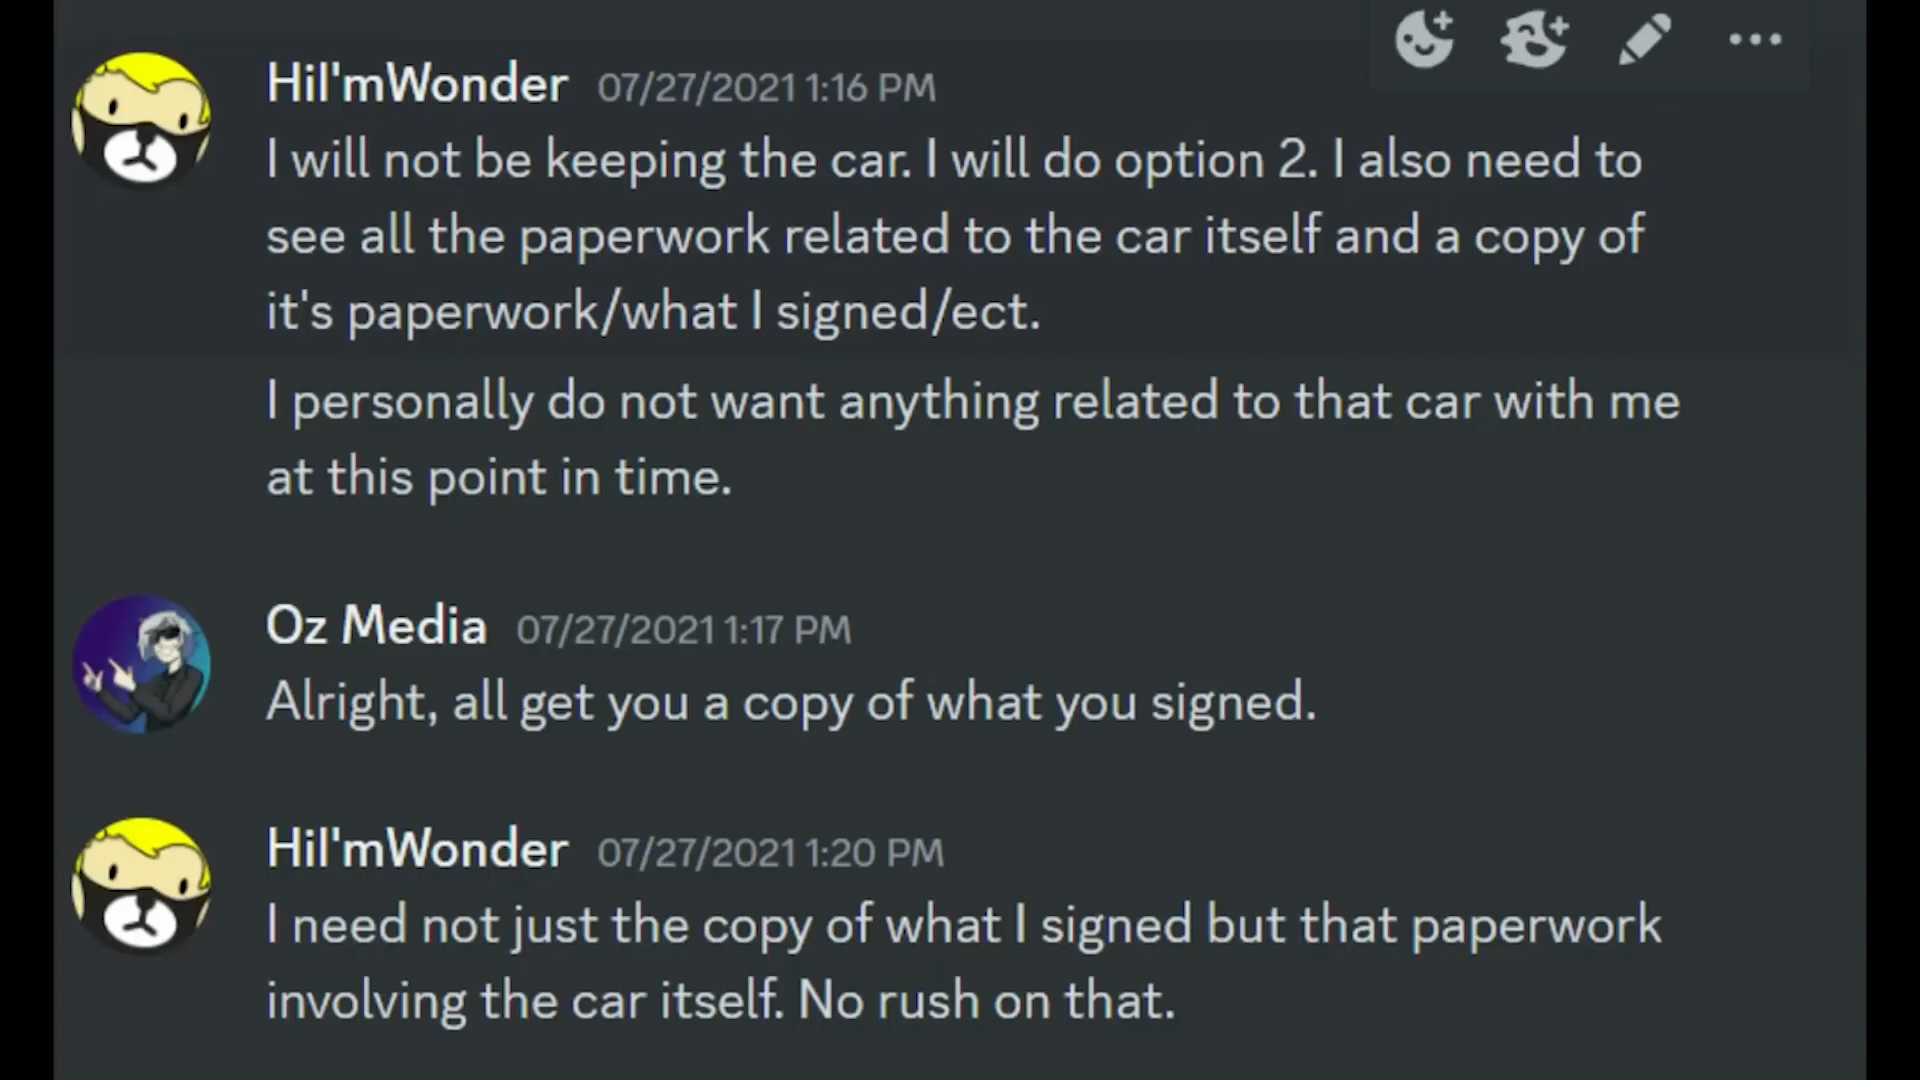 HiI'mWonder 07/27/2021 1:16 PM
I will not be keeping the car. I will do option 2. I also need to
see all the paperwork related to the car itself and a copy of
it's paperwork/what I signed/ect.
I personally do not want anything related to that car with me
at this point in time.
Oz Media 07/27/2021 1:17 PM
Alright, all get you a copy of what you signed.
HiI'mWonder 07/27/2021 1:20 PM
I need not just the copy of what I signed but that paperwork
involving the car itself. No rush on that.